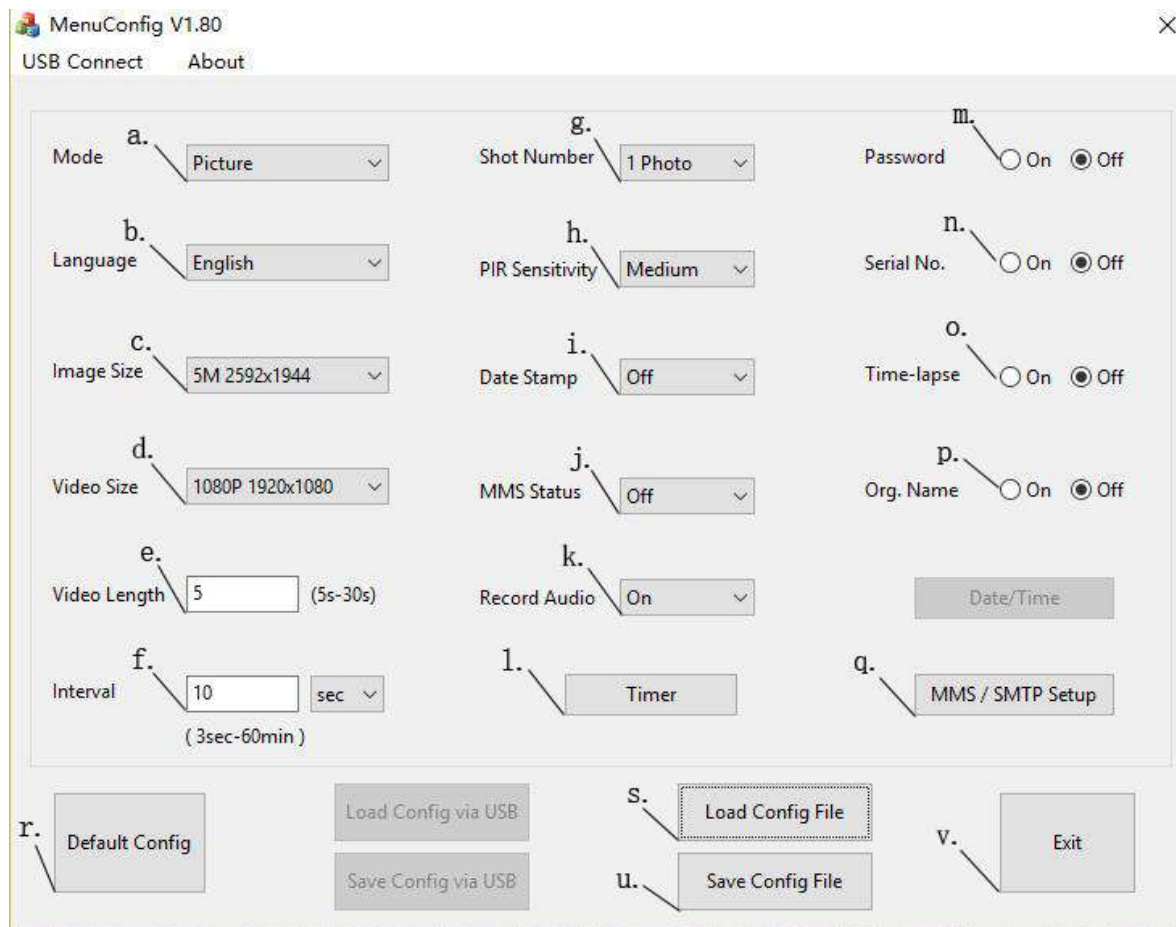 MenuConfig V1.80
USB Connect About
a. g. m.
Mode Picture Shot Number 1 Photo Password On Off
b. h. n.
Language English PIR Sensitivity Medium Serial No. On Off
c. i. o.
Image Size 5M 2592x1944 Date Stamp Off Time-lapse On Off
d. j. p.
Video Size 1080P 1920x1080 MMS Status Off Org. Name On Off
e. k.
Video Length 5 (5s-30s) Record Audio On Date/Time
f. l. q.
Interval 10 sec Timer MMS / SMTP Setup
( 3sec-60min )
s.
Load Config via USB Load Config File
r. v.
Default Config Exit
u.
Save Config via USB Save Config File